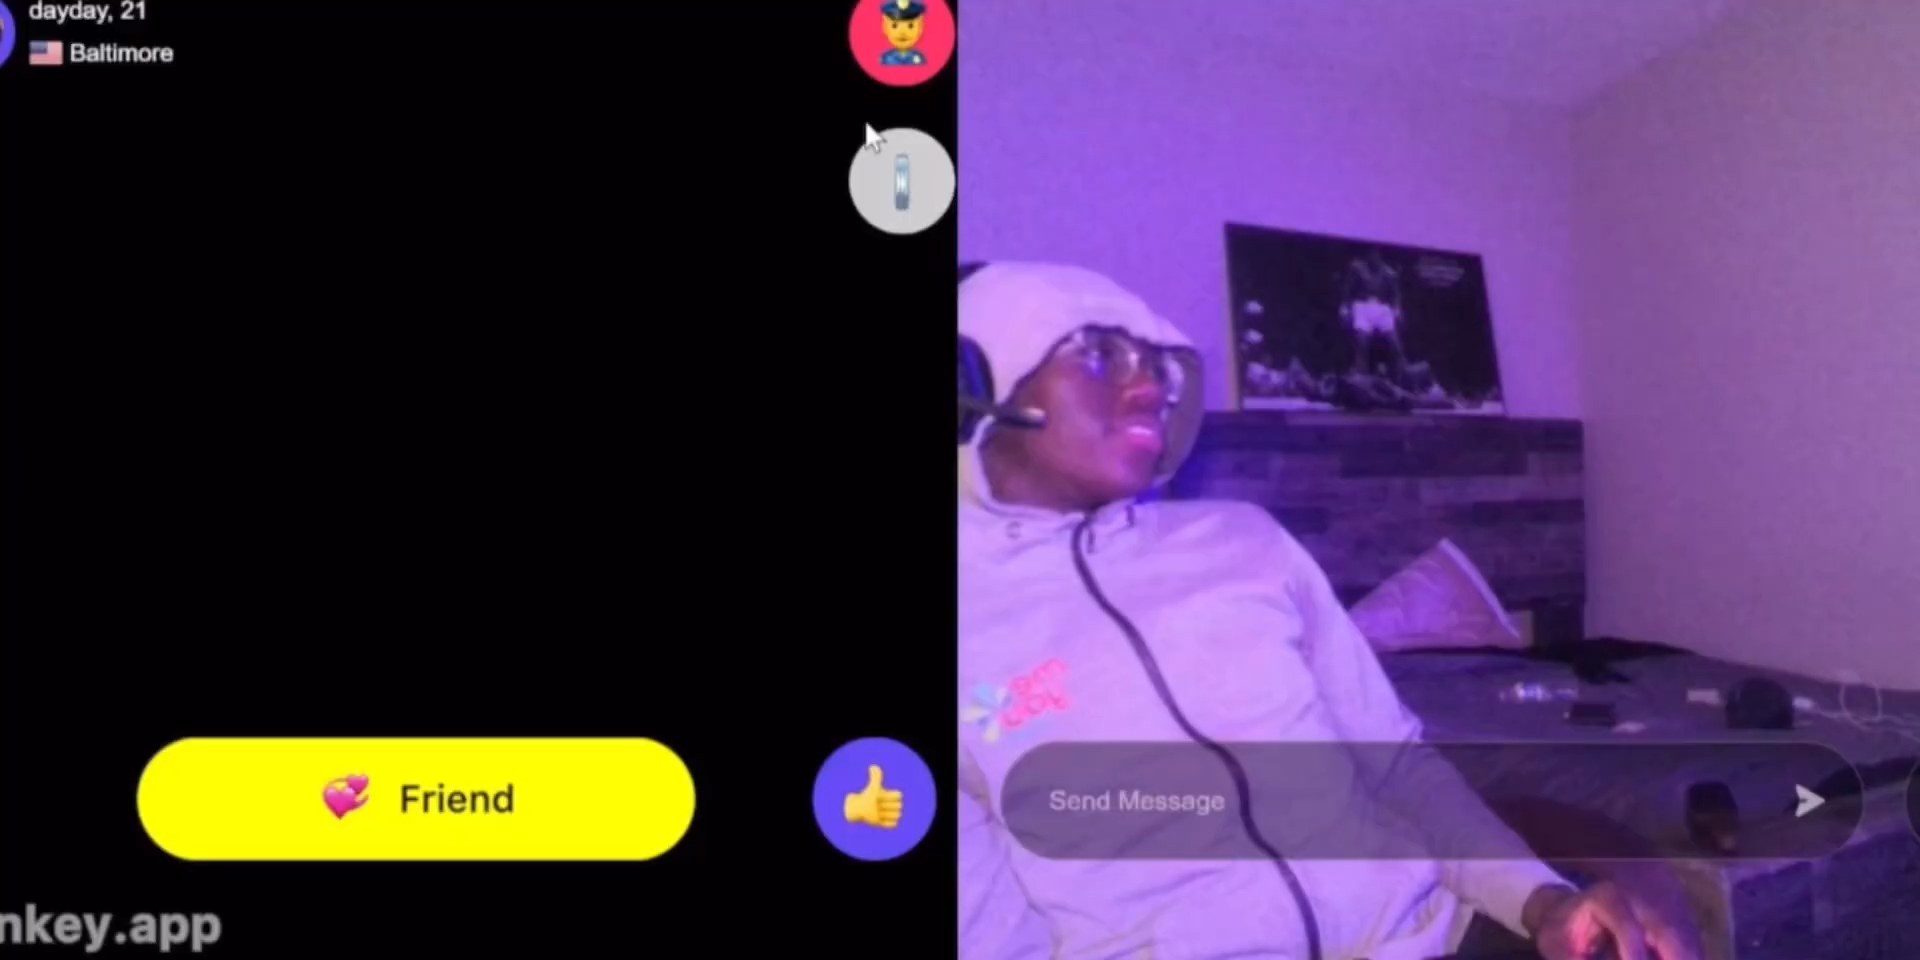 dayday, 21
Baltimore
Friend
Send Message
nkey.app